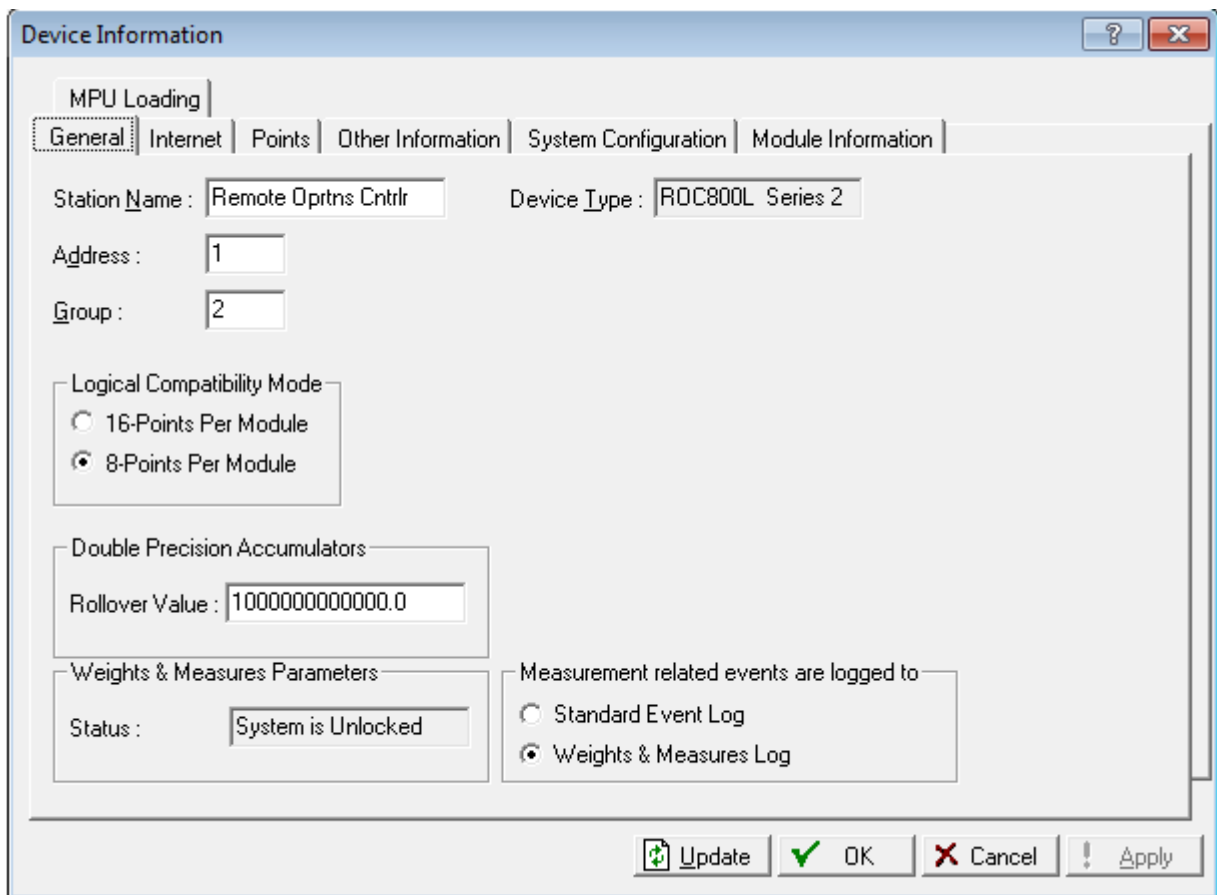 Device Information
MPU Loading
General Internet Points Other Information System Configuration Module Information
Station Name : Remote Oprtns Cntrlr Device Type : ROC800L Series 2
Address : 1
Group : 2
Logical Compatibility Mode
16-Points Per Module
8-Points Per Module
Double Precision Accumulators
Rollover Value : 1000000000000.0
Weights & Measures Parameters Measurement related events are logged to
Status : System is Unlocked Standard Event Log
Weights & Measures Log
Update OK Cancel Apply